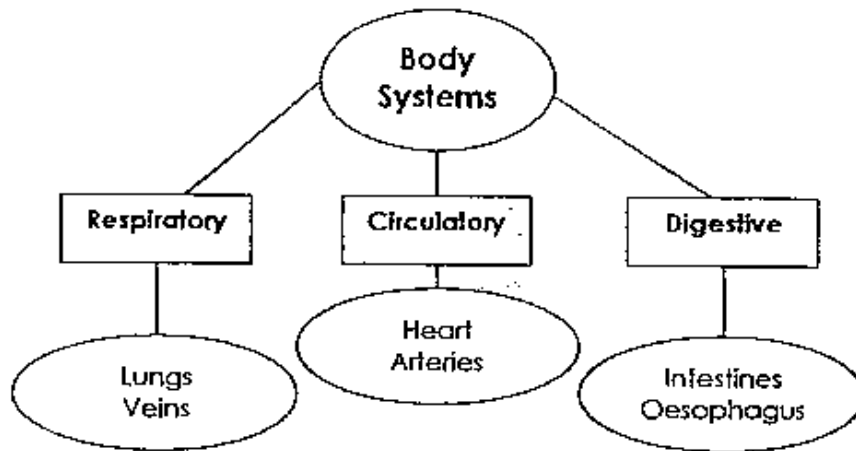 Body
Systems
Respiratory
Circulatory
Digestive
Lungs
Veins
Heart
Arteries
Intestines
Oesophagus